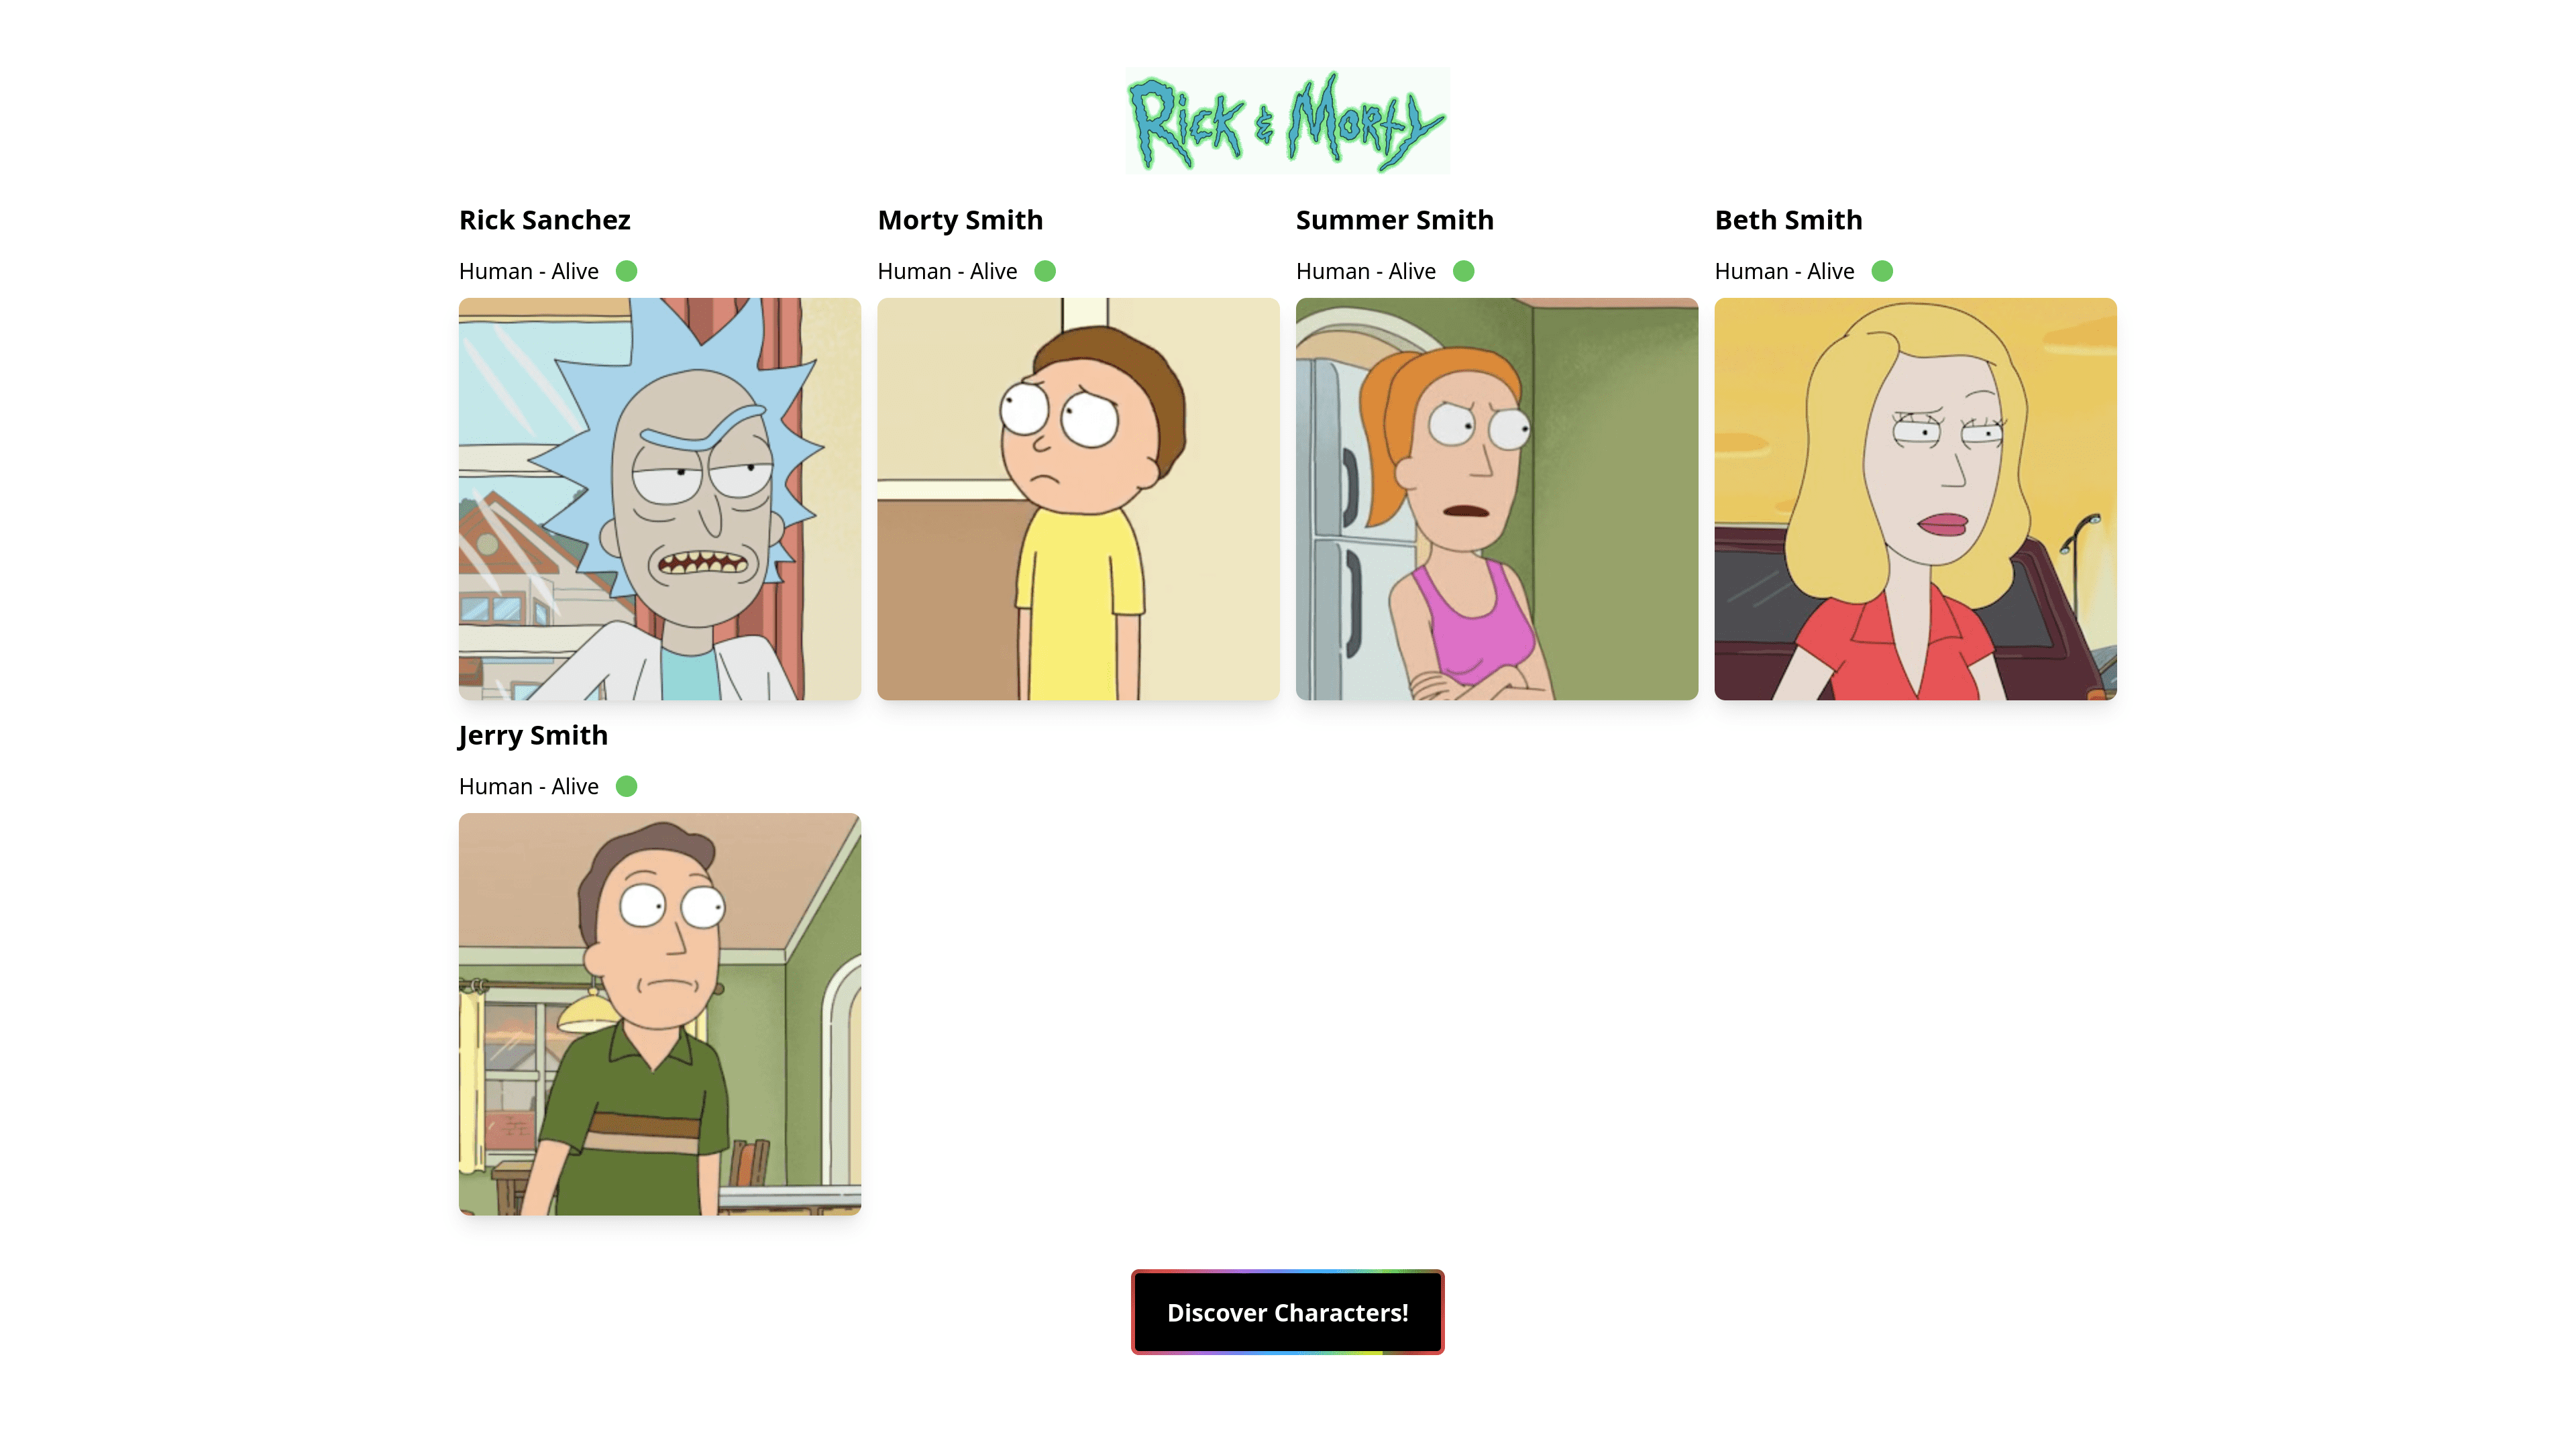 Rick & Morty
Rick Sanchez
Human - Alive
Morty Smith
Human - Alive
Summer Smith
Human - Alive
Beth Smith
Human - Alive
Jerry Smith
Human - Alive
Discover Characters!